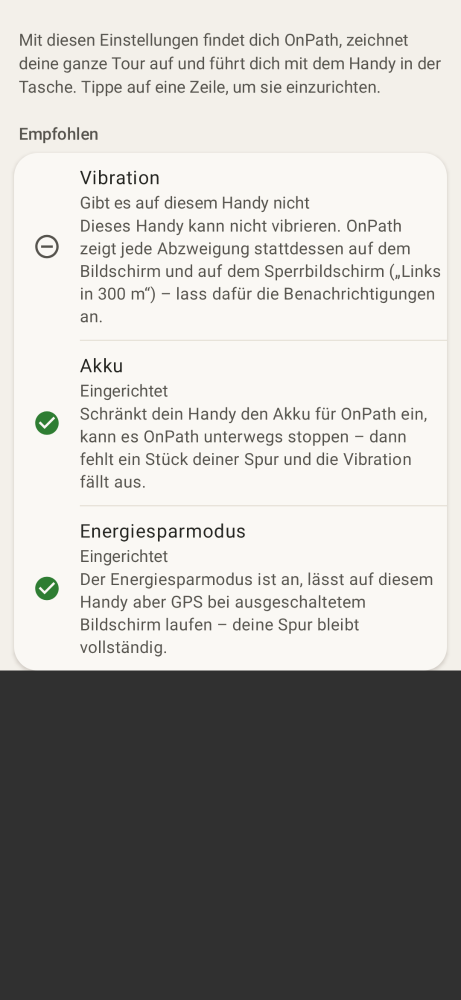 Mit diesen Einstellungen findet dich OnPath, zeichnet
deine ganze Tour auf und führt dich mit dem Handy in der
Tasche. Tippe auf eine Zeile, um sie einzurichten.
Empfohlen
Vibration
Gibt es auf diesem Handy nicht
Dieses Handy kann nicht vibrieren. OnPath
zeigt jede Abzweigung stattdessen auf dem
Bildschirm und auf dem Sperrbildschirm („Links
in 300 m“) – lass dafür die Benachrichtigungen
an.
Akku
Eingerichtet
Schränkt dein Handy den Akku für OnPath ein,
kann es OnPath unterwegs stoppen – dann
fehlt ein Stück deiner Spur und die Vibration
fällt aus.
Energiesparmodus
Eingerichtet
Der Energiesparmodus ist an, lässt auf diesem
Handy aber GPS bei ausgeschaltetem
Bildschirm laufen – deine Spur bleibt
vollständig.